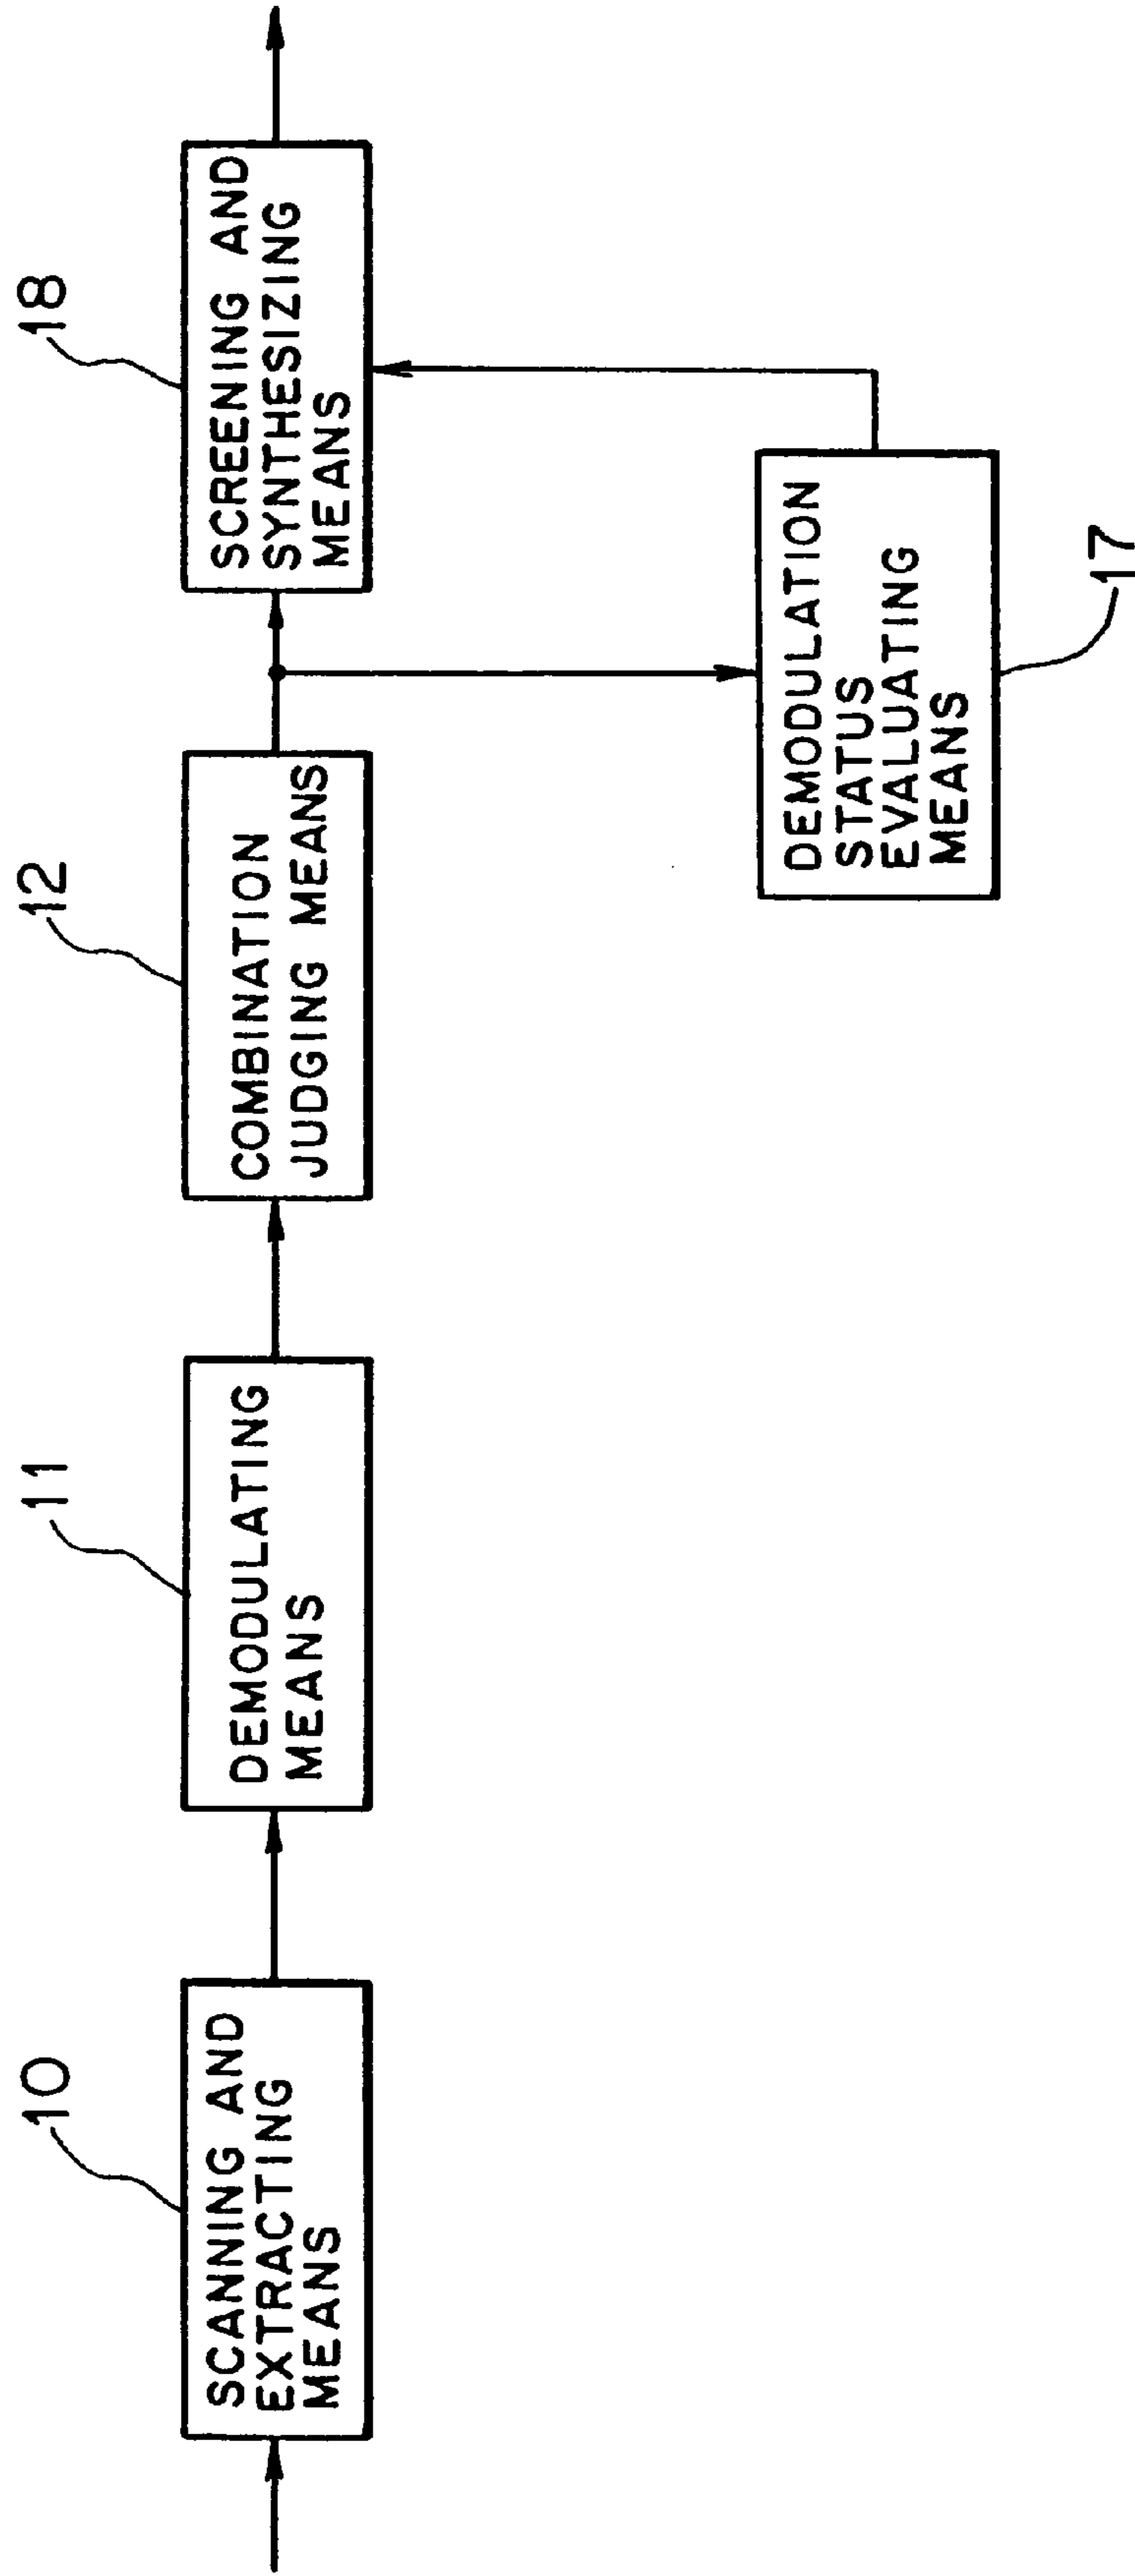 10
SCANNING AND
EXTRACTING
MEANS
11
DEMODULATING
MEANS
12
COMBINATION
JUDGING MEANS
18
SCREENING AND
SYNTHESIZING
MEANS
DEMODULATION
STATUS
EVALUATING
MEANS
17